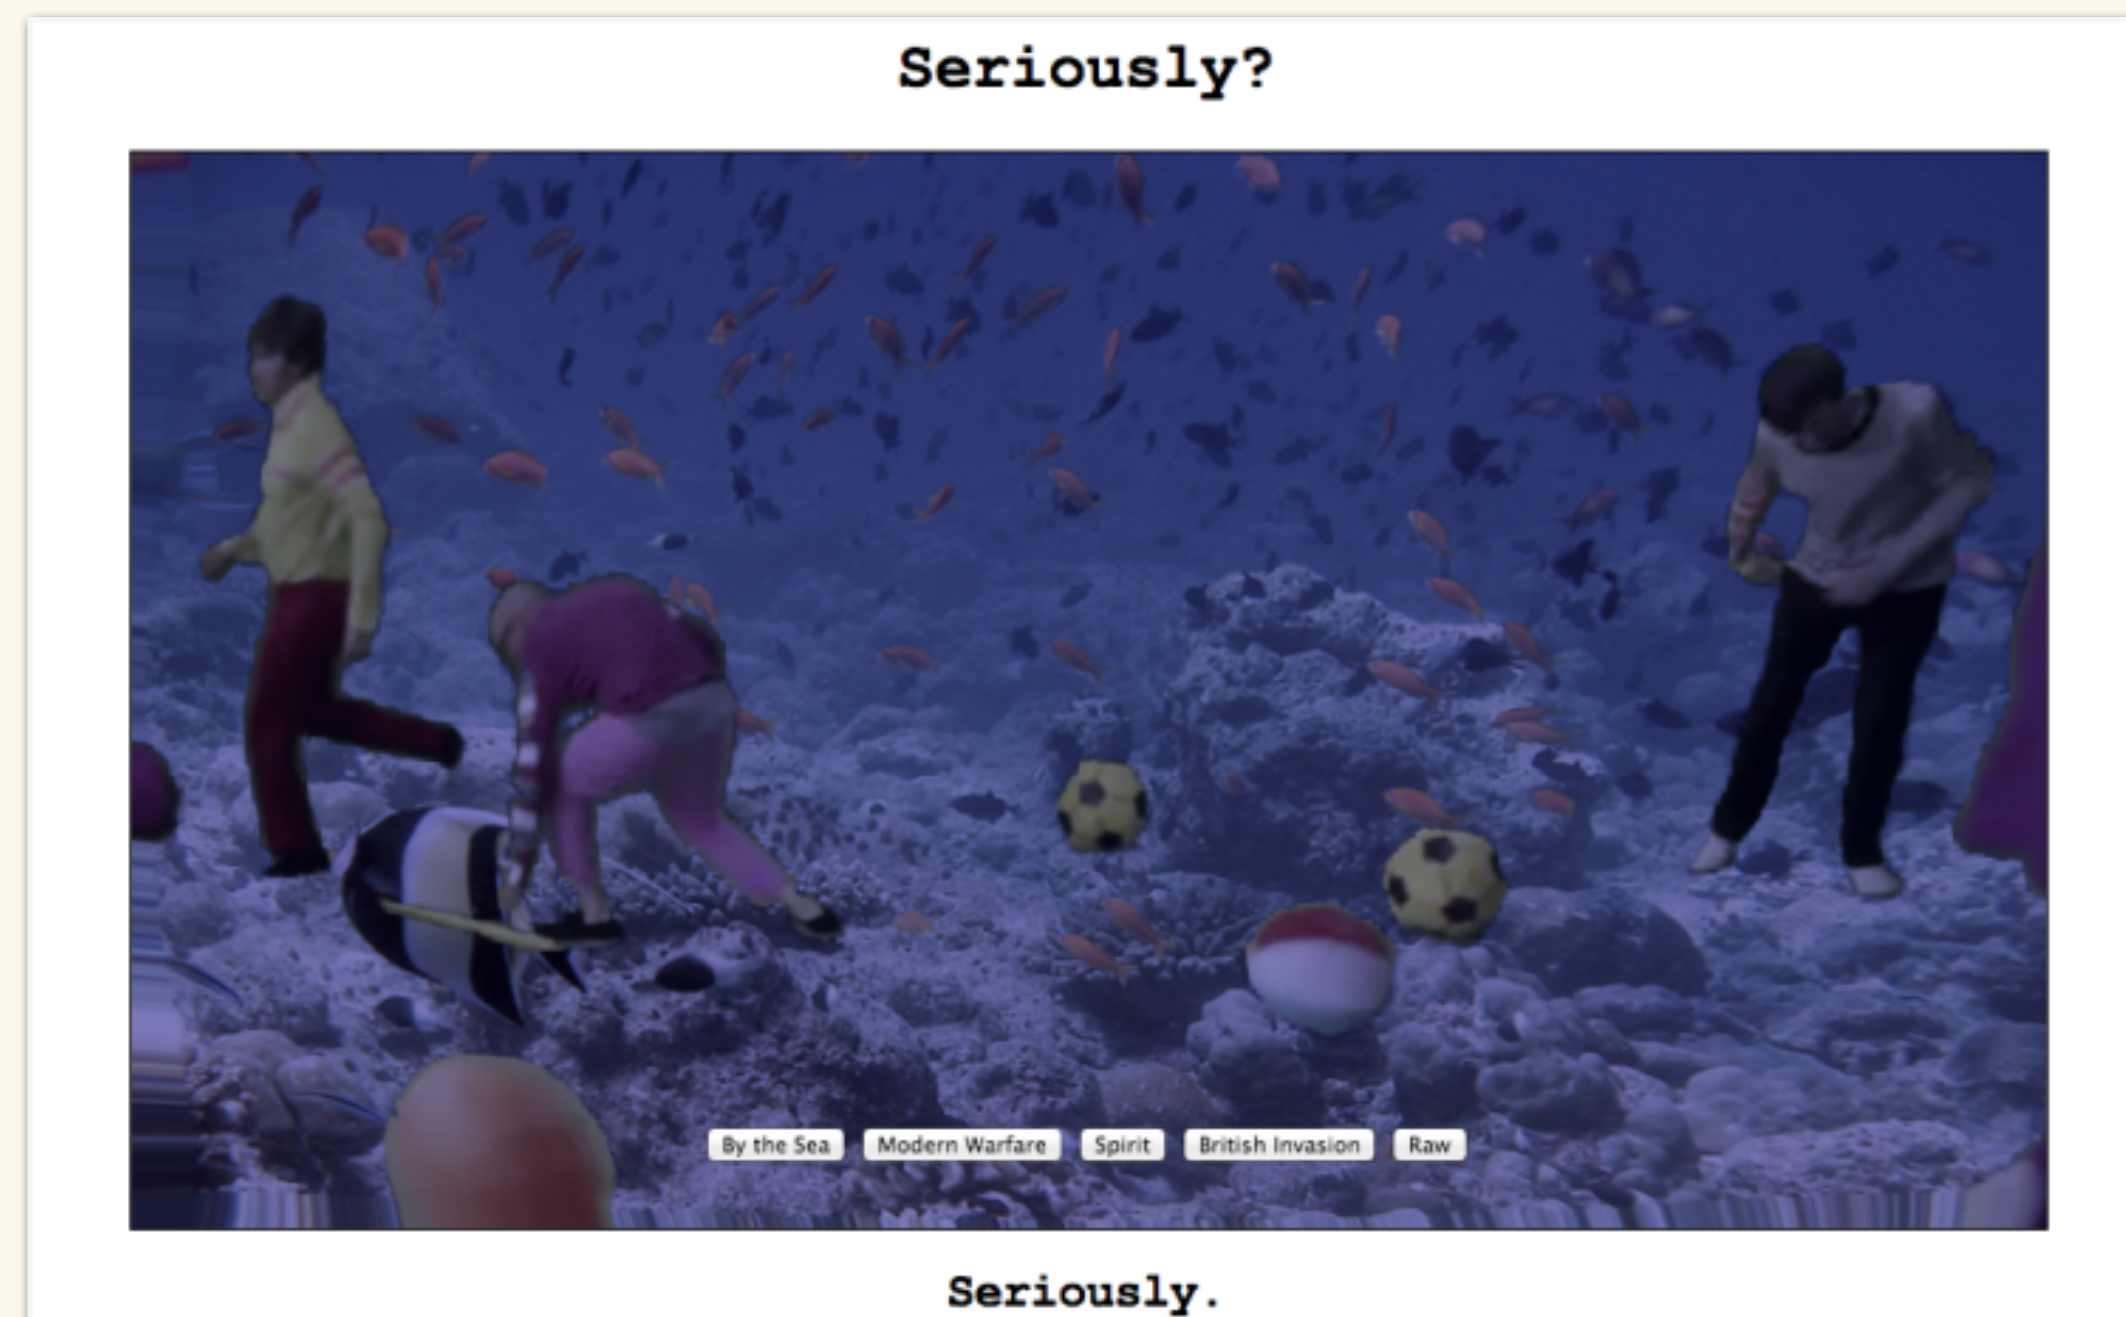 Seriously?
By the Sea Modern Warfare Spirit British Invasion Raw
Seriously.